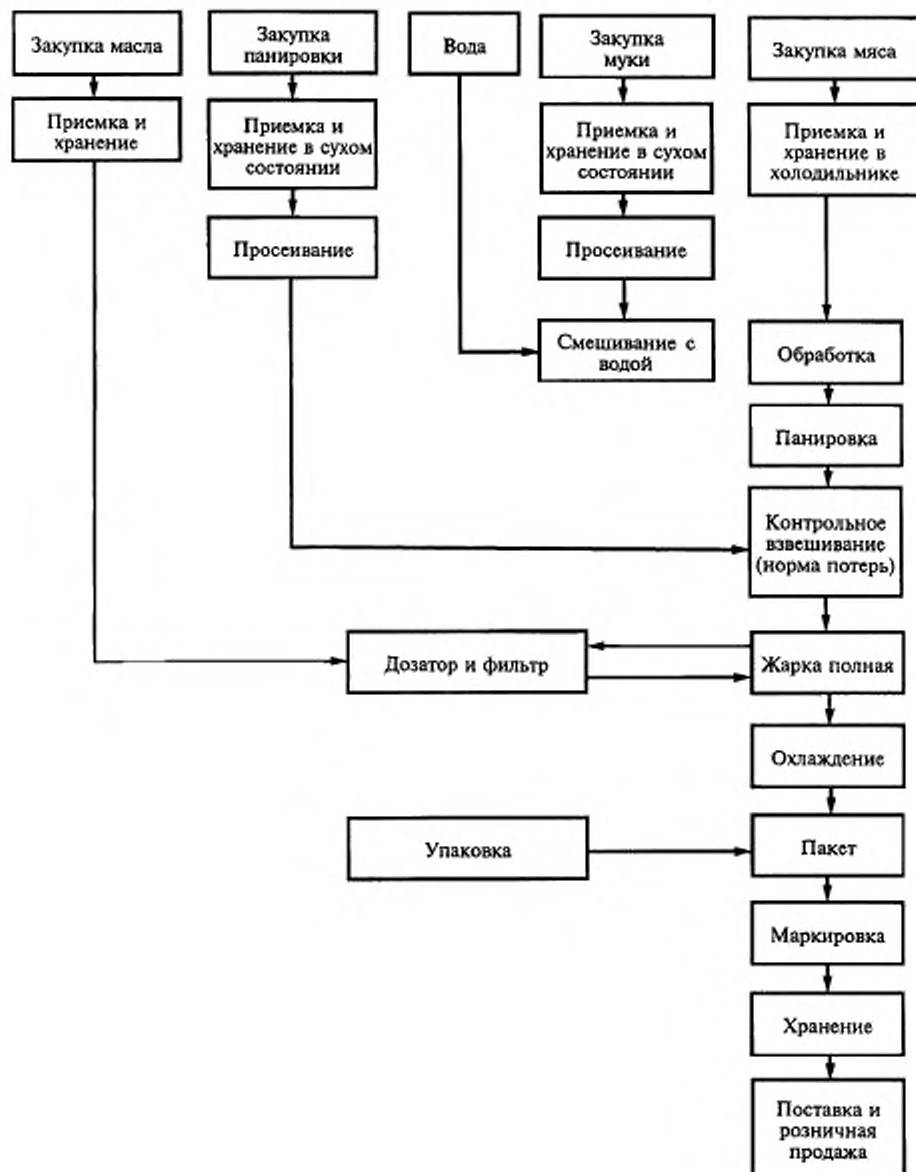 Закупка масла
Закупка
панировки
Вода
Закупка
муки
Закупка мяса
Приемка и
хранение
Приемка и
хранение в сухом
состоянии
Приемка и
хранение в сухом
состоянии
Приемка и
хранение в
холодильнике
Просеивание
Просеивание
Смешивание с
водой
Обработка
Панировка
Контрольное
взвешивание
(норма потерь)
Дозатор и фильтр
Жарка полная
Охлаждение
Упаковка
Пакет
Маркировка
Хранение
Поставка и
розничная
продажа